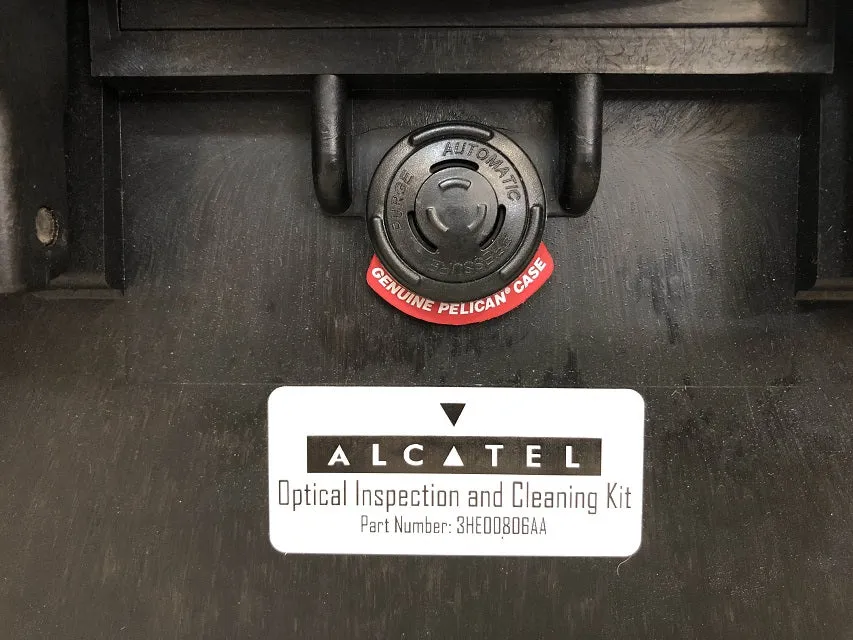 AUTOMATIC
PRESSURE
PURGE
GENUINE PELICAN® CASE
ALCATEL
Optical Inspection and Cleaning Kit
Part Number: 3HE00806AA